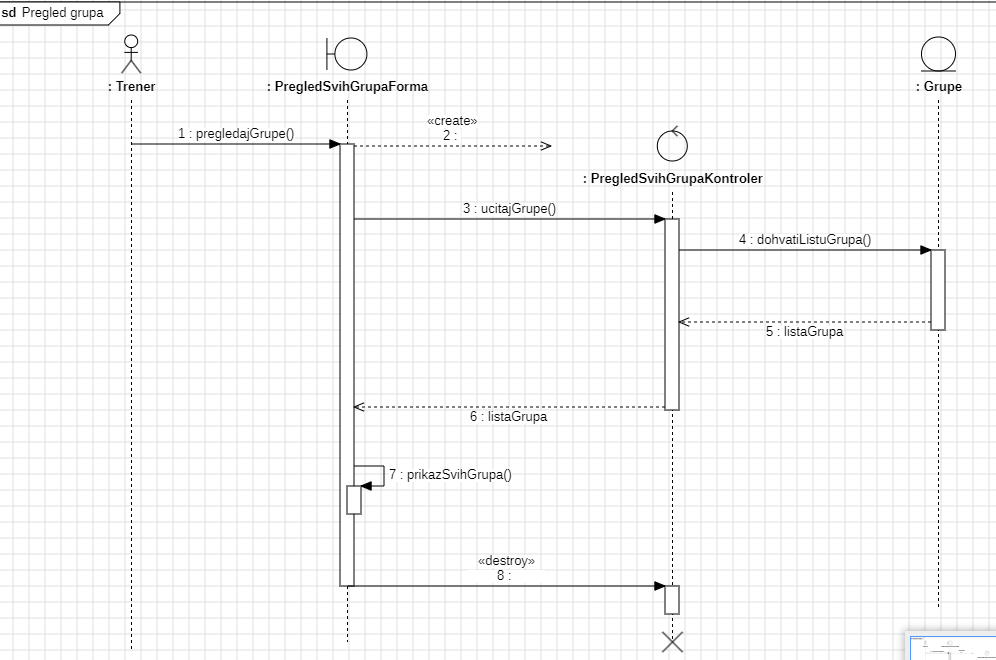 sd Pregled grupa
: Trener
: PregledSvihGrupaForma
: Grupe
«create»
2 :
1 : pregledajGrupe()
: PregledSvihGrupaKontroler
3 : ucitajGrupe()
4 : dohvatiListuGrupa()
5 : listaGrupa
6 : listaGrupa
7 : prikazSvihGrupa()
«destroy»
8 :